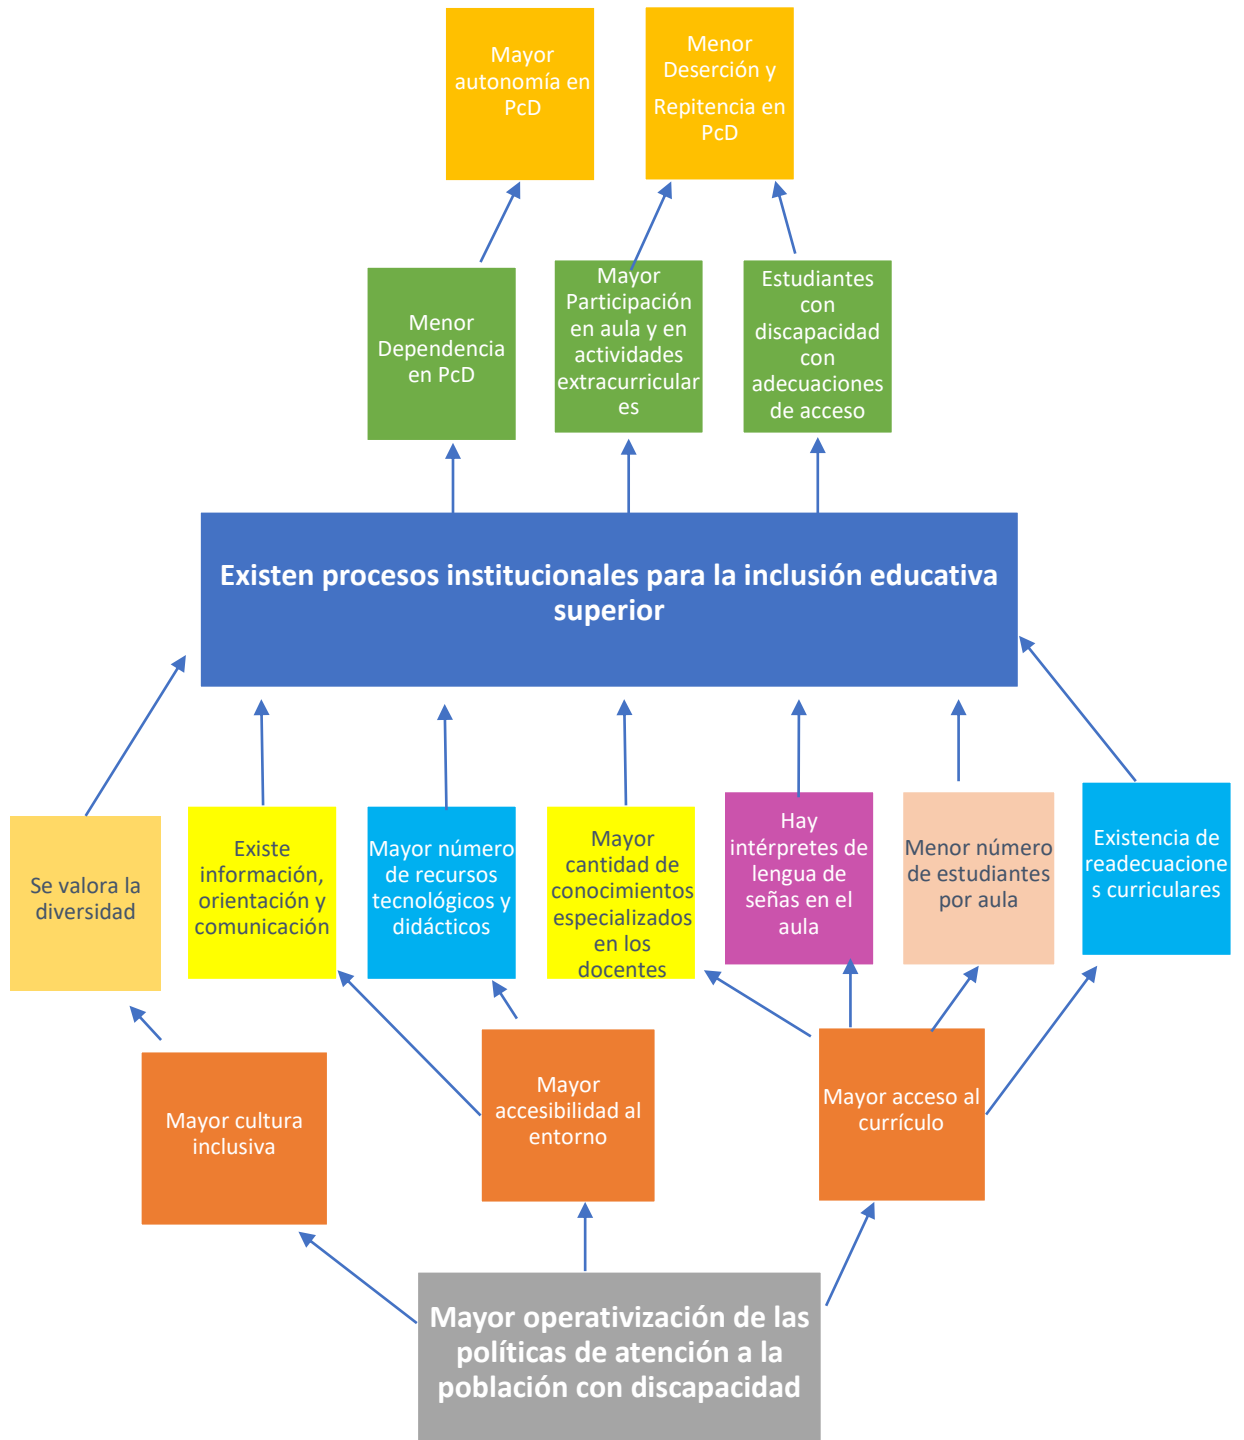 Mayor
autonomía en
PcD
Menor
Deserción y
Repitencia en
PcD
Menor
Dependencia
en PcD
Mayor
Participación
en aula y en
actividades
extracurricular
es
Estudiantes
con
discapacidad
con
adecuaciones
de acceso
Existen procesos institucionales para la inclusión educativa
superior
Se valora la
diversidad
Existe
información,
orientación y
comunicación
Mayor número
de recursos
tecnológicos y
didácticos
Mayor
cantidad de
conocimientos
especializados
en los
docentes
Hay
intérpretes de
lengua de
señas en el
aula
Menor número
de estudiantes
por aula
Existencia de
readecuacione
s curriculares
Mayor cultura
inclusiva
Mayor
accesibilidad al
entorno
Mayor acceso al
currículo
Mayor operativización de las
políticas de atención a la
población con discapacidad